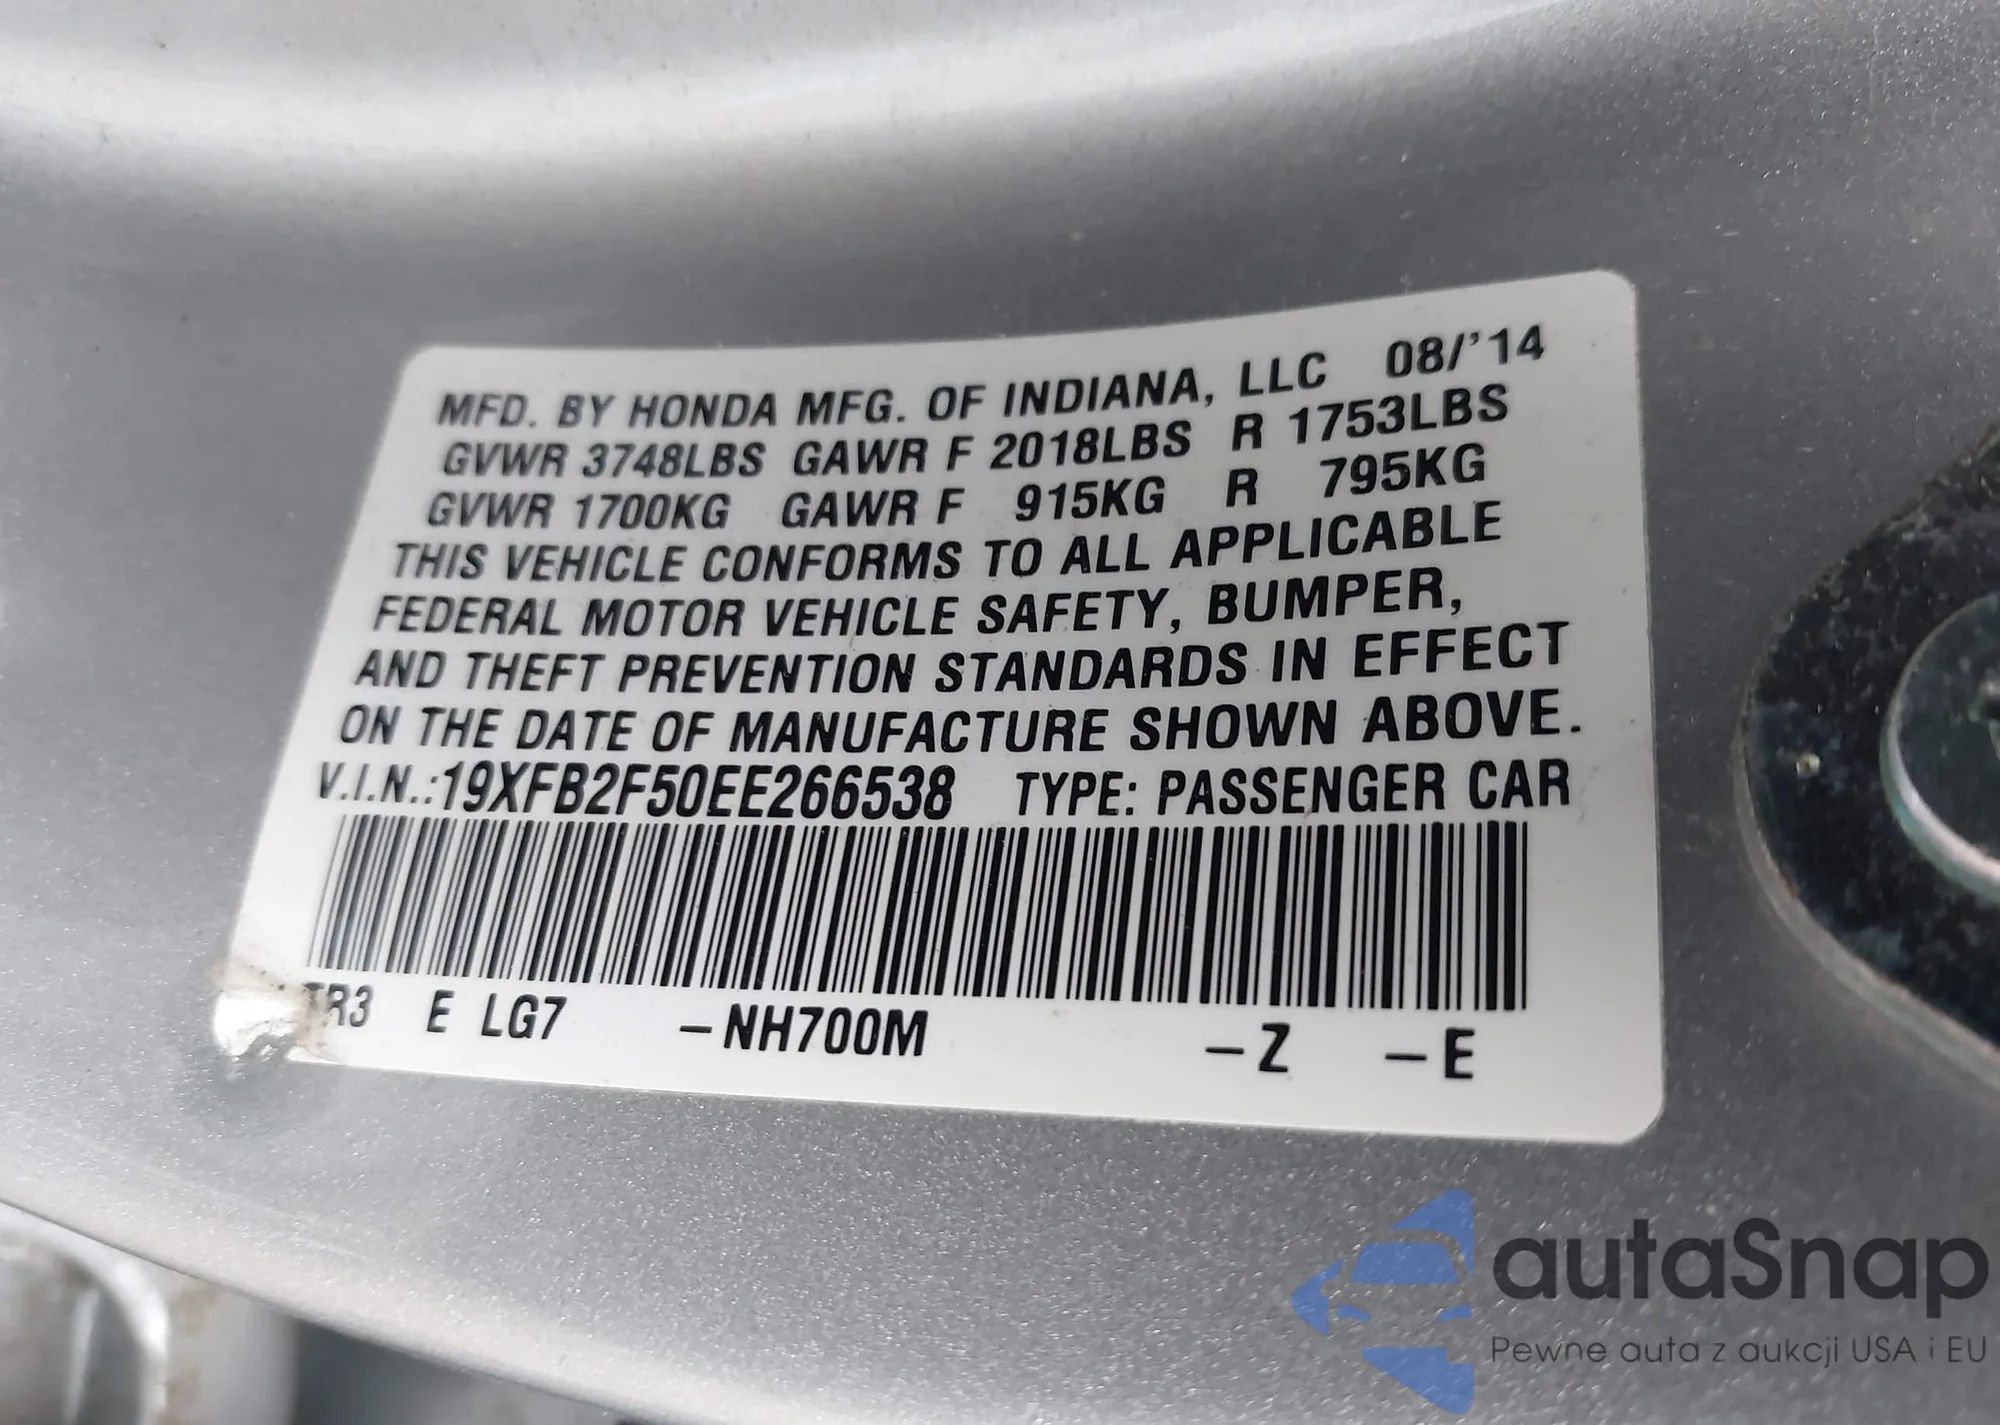 MFD. BY HONDA MFG. OF INDIANA, LLC 08/'14
GVWR 3748LBS GAWR F 2018LBS R 1753LBS
GVWR 1700KG GAWR F 915KG R 795KG
THIS VEHICLE CONFORMS TO ALL APPLICABLE
FEDERAL MOTOR VEHICLE SAFETY, BUMPER,
AND THEFT PREVENTION STANDARDS IN EFFECT
ON THE DATE OF MANUFACTURE SHOWN ABOVE.
V.I.N.:19XFB2F50EE266538 TYPE: PASSENGER CAR
TR3 E LG7 –NH700M –Z –E
autaSnap
Pewne auta z aukcji USA i EU